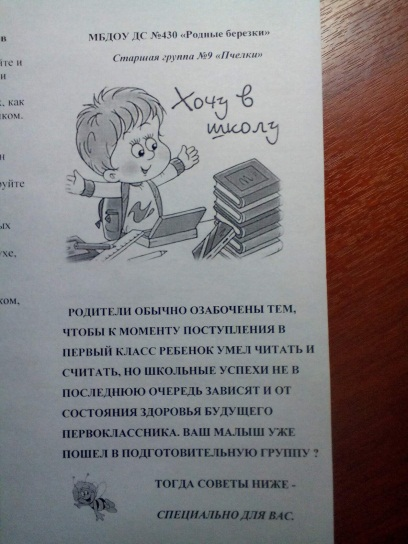 МБДОУ ДС №430 «Родные березки»
Старшая группа №9 «Пчелки»
Хочу в
школу
РОДИТЕЛИ ОБЫЧНО ОЗАБОЧЕНЫ ТЕМ,
ЧТОБЫ К МОМЕНТУ ПОСТУПЛЕНИЯ В
ПЕРВЫЙ КЛАСС РЕБЕНОК УМЕЛ ЧИТАТЬ И
СЧИТАТЬ, НО ШКОЛЬНЫЕ УСПЕХИ НЕ В
ПОСЛЕДНЮЮ ОЧЕРЕДЬ ЗАВИСЯТ И ОТ
СОСТОЯНИЯ ЗДОРОВЬЯ БУДУЩЕГО
ПЕРВОКЛАССНИКА. ВАШ МАЛЫШ УЖЕ
ПОШЕЛ В ПОДГОТОВИТЕЛЬНУЮ ГРУППУ ?
ТОГДА СОВЕТЫ НИЖЕ -
СПЕЦИАЛЬНО ДЛЯ ВАС.